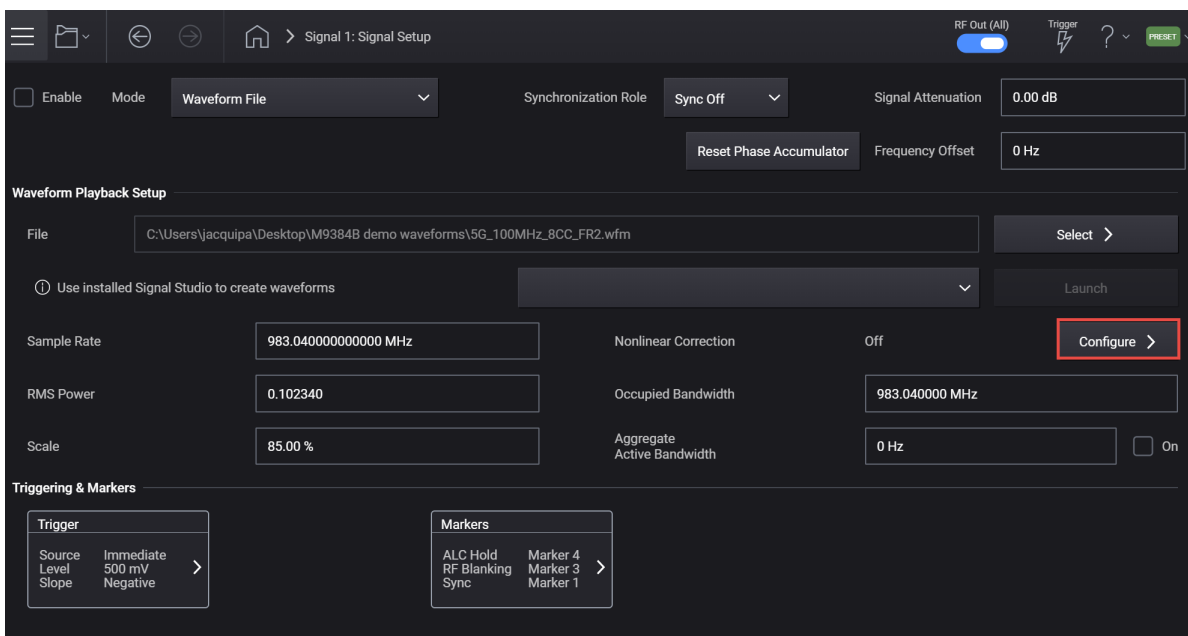 Signal 1: Signal Setup
RF Out (All)
Trigger
PRESET
Enable
Mode
Waveform File
Synchronization Role
Sync Off
Signal Attenuation
0.00 dB
Reset Phase Accumulator
Frequency Offset
0 Hz
Waveform Playback Setup
File
C:\Users\jacquipa\Desktop\M9384B demo waveforms\5G_100MHz_8CC_FR2.wfm
Select
Use installed Signal Studio to create waveforms
Launch
Sample Rate
983.040000000000 MHz
Nonlinear Correction
Off
Configure
RMS Power
0.102340
Occupied Bandwidth
983.040000 MHz
Scale
85.00 %
Aggregate
Active Bandwidth
0 Hz
On
Triggering & Markers
Trigger
Source Immediate
Level 500 mV
Slope Negative
Markers
ALC Hold Marker 4
RF Blanking Marker 3
Sync Marker 1